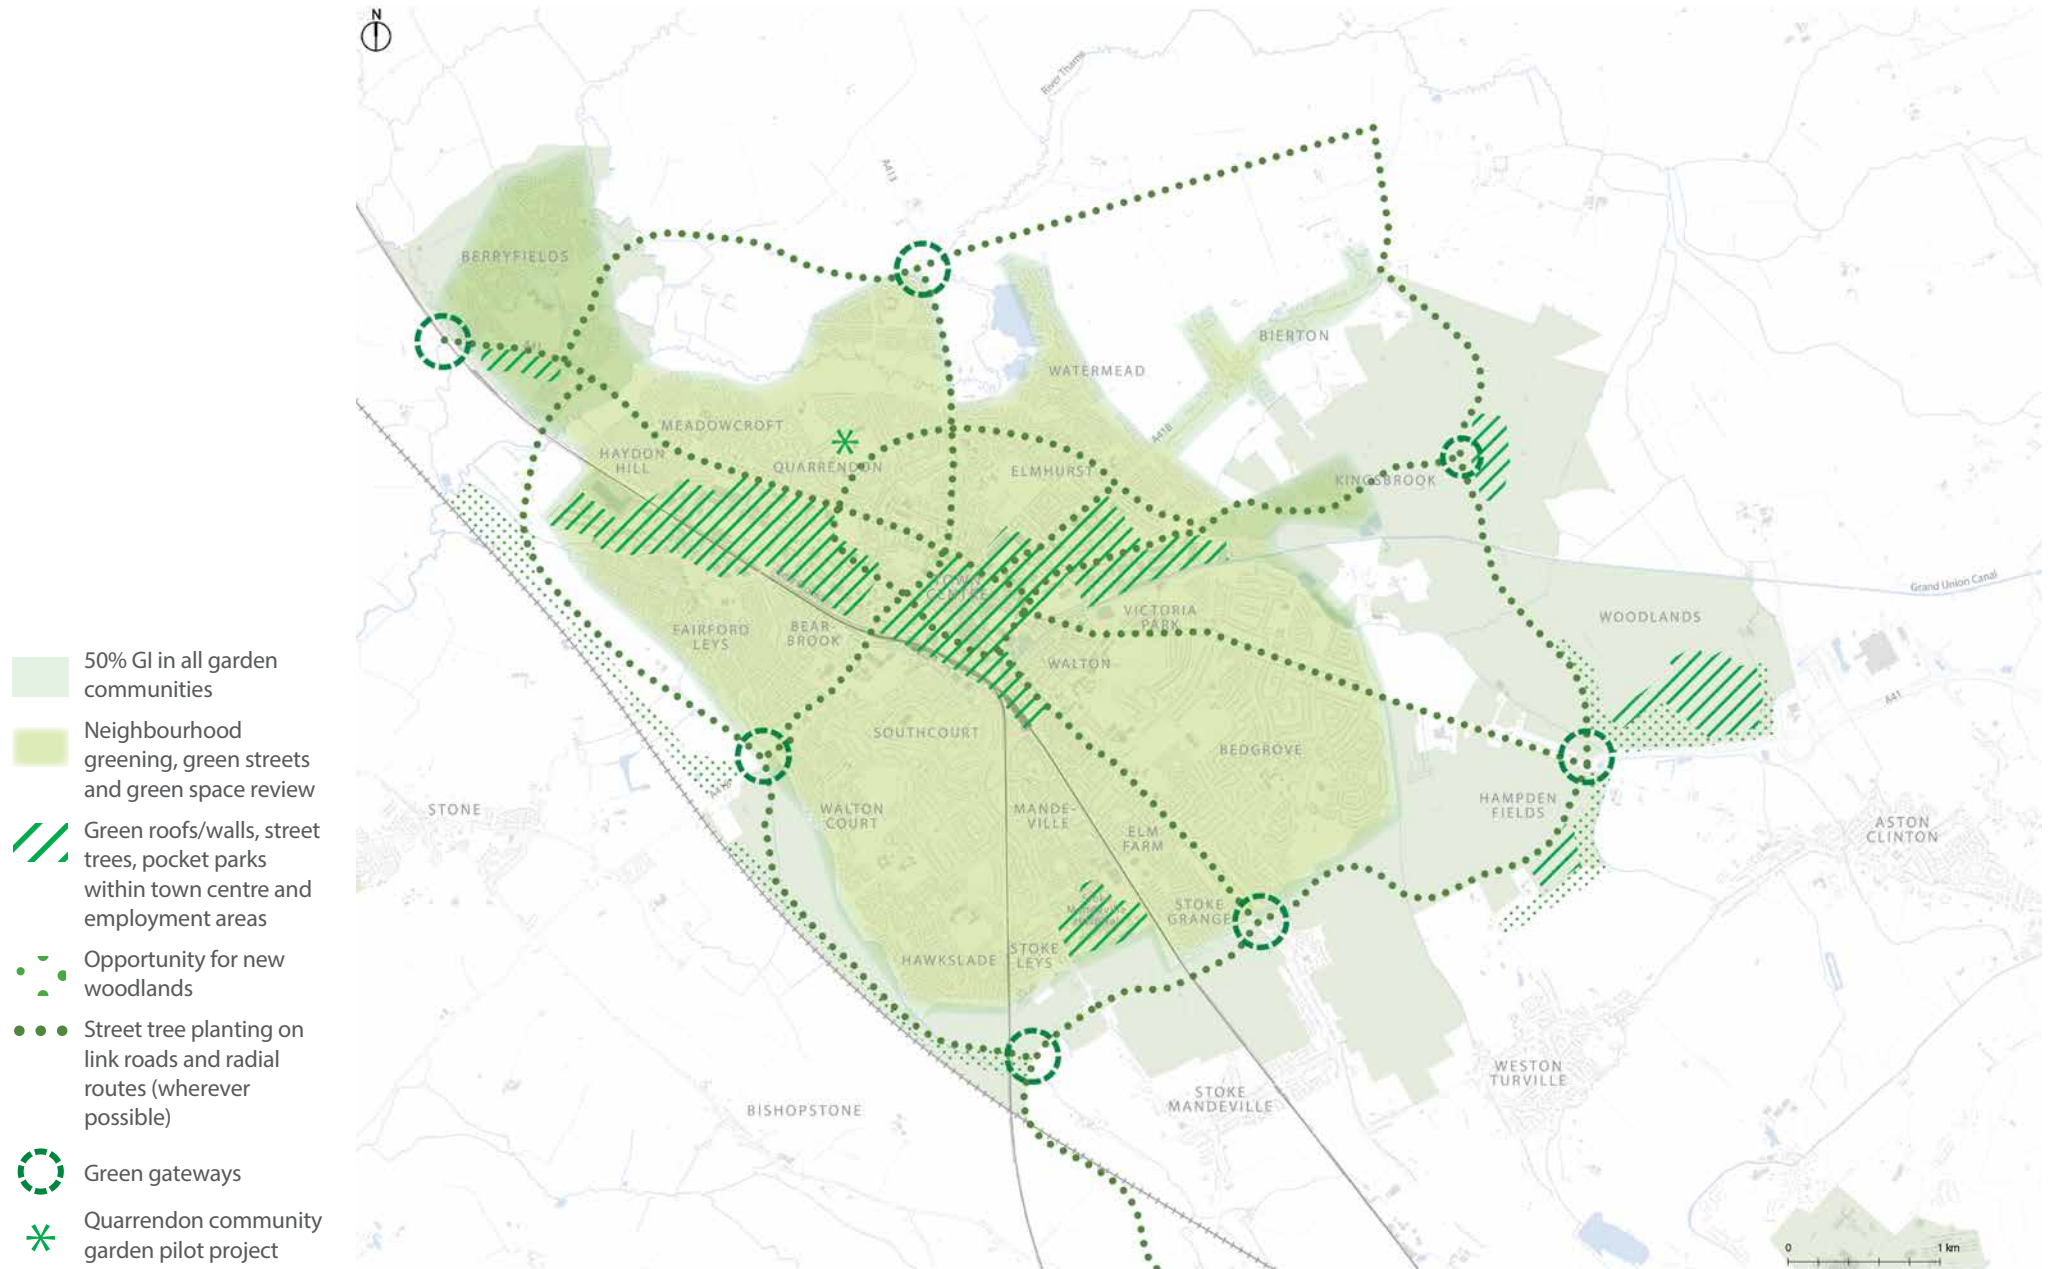 N
River Thame
A413
BERRYFIELDS
A41
BIERTON
WATERMEAD
A418
MEADOWCROFT
HAYDON
HILL
QUARRENDON
ELMHURST
KINGSBROOK
TOWN
CENTRE
Grand Union Canal
WOODLANDS
VICTORIA
PARK
FAIRFORD
LEYS
BEAR-
BROOK
WALTON
A41
SOUTHCOURT
BEDGROVE
STONE
A418
WALTON
COURT
MANDE-
VILLE
ELM
FARM
HAMPDEN
FIELDS
ASTON
CLINTON
Stoke
Mandeville
Hospital
STOKE
GRANGE
HAWKSLADE
STOKE
LEYS
WESTON
TURVILLE
STOKE
MANDEVILLE
BISHOPSTONE
0
1 km
50% GI in all garden
communities
Neighbourhood
greening, green streets
and green space review
Green roofs/walls, street
trees, pocket parks
within town centre and
employment areas
Opportunity for new
woodlands
Street tree planting on
link roads and radial
routes (wherever
possible)
Green gateways
Quarrendon community
garden pilot project